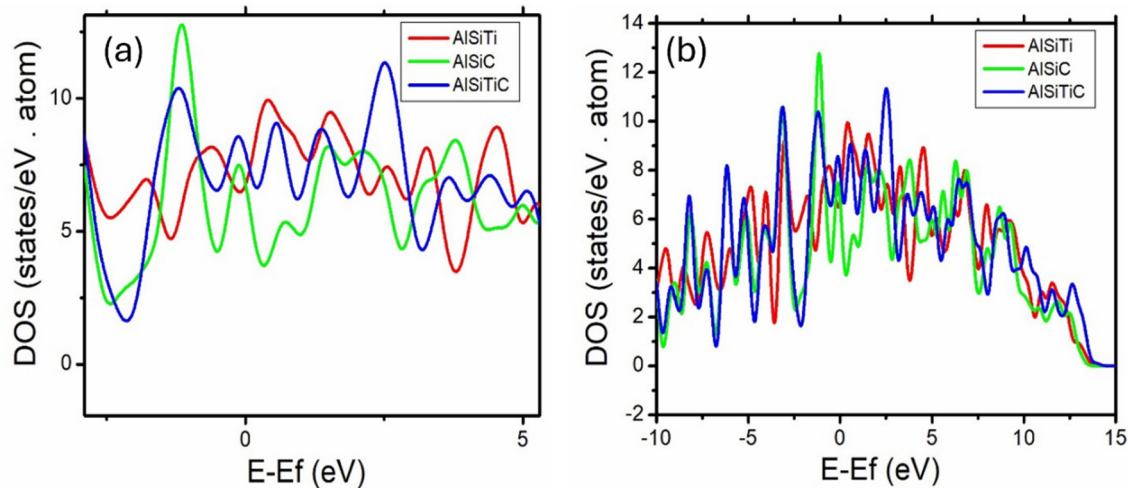 (a)
AlSiTi
AlSiC
AlSiTiC
DOS (states/eV . atom)
10
5
0
0
5
E-Ef (eV)
(b)
AlSiTi
AlSiC
AlSiTiC
DOS (states/eV . atom)
14
12
10
8
6
4
2
0
-2
-10
-5
0
5
10
15
E-Ef (eV)